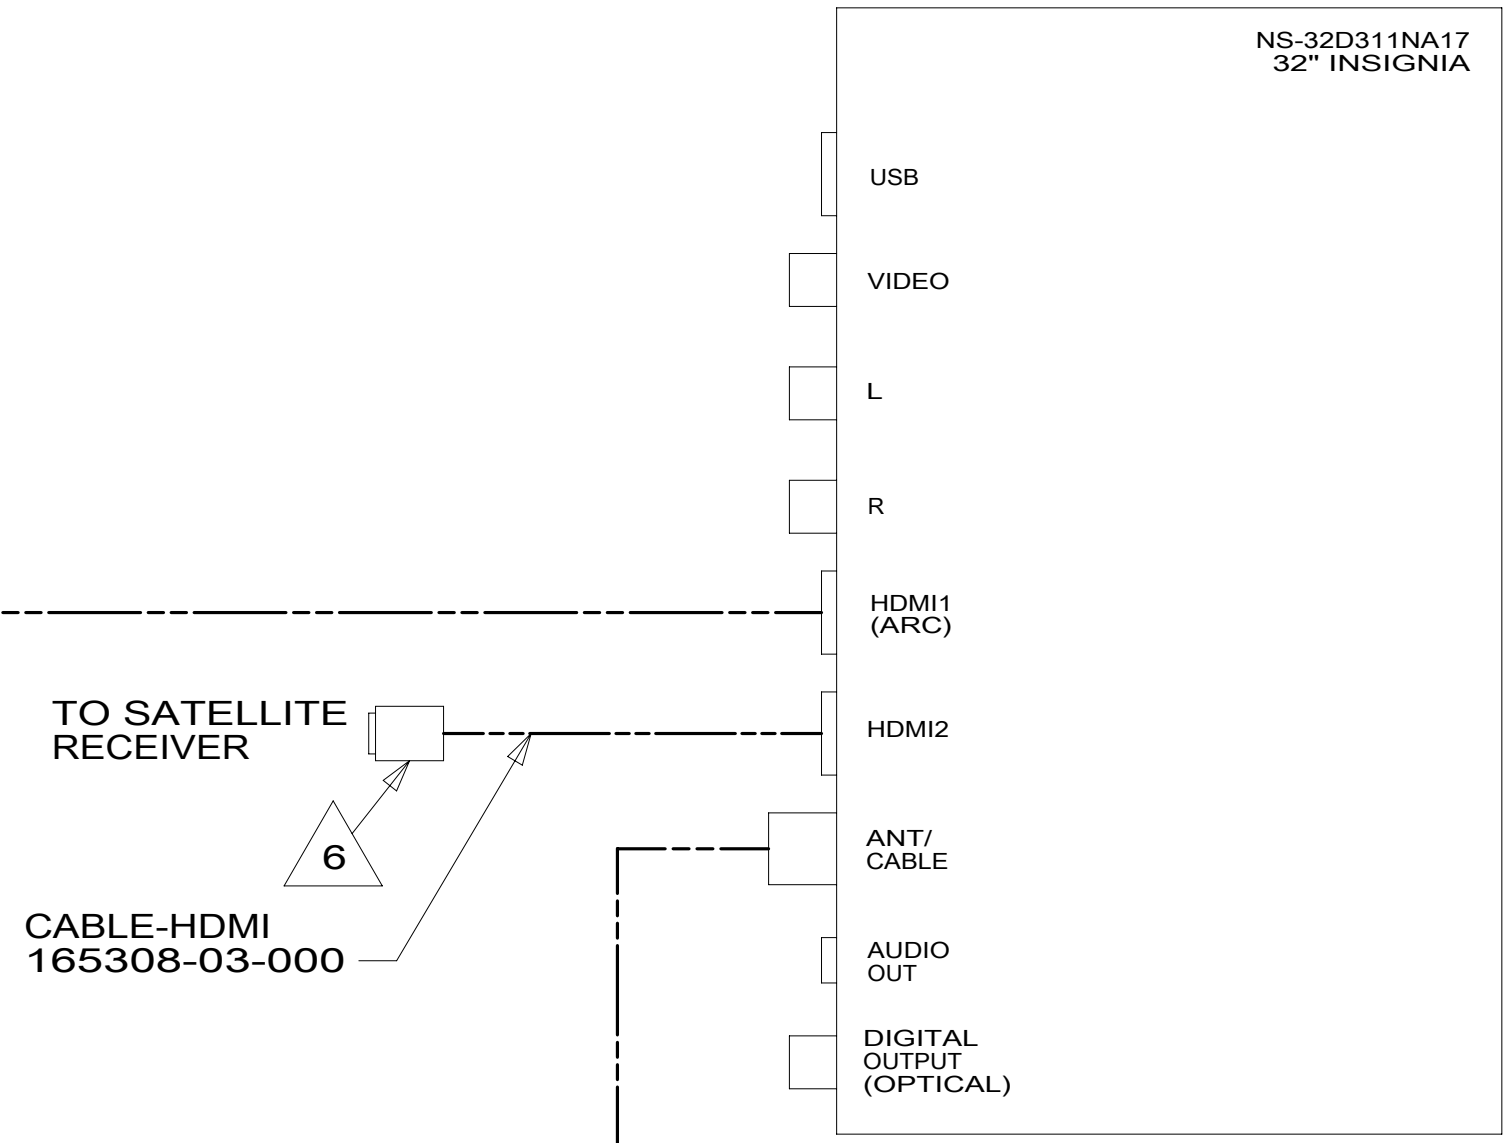 NS-32D311NA17
32" INSIGNIA
USB
VIDEO
L
R
HDMI1
(ARC)
TO SATELLITE
RECEIVER
HDMI2
6
ANT/
CABLE
CABLE-HDMI
165308-03-000
AUDIO
OUT
DIGITAL
OUTPUT
(OPTICAL)